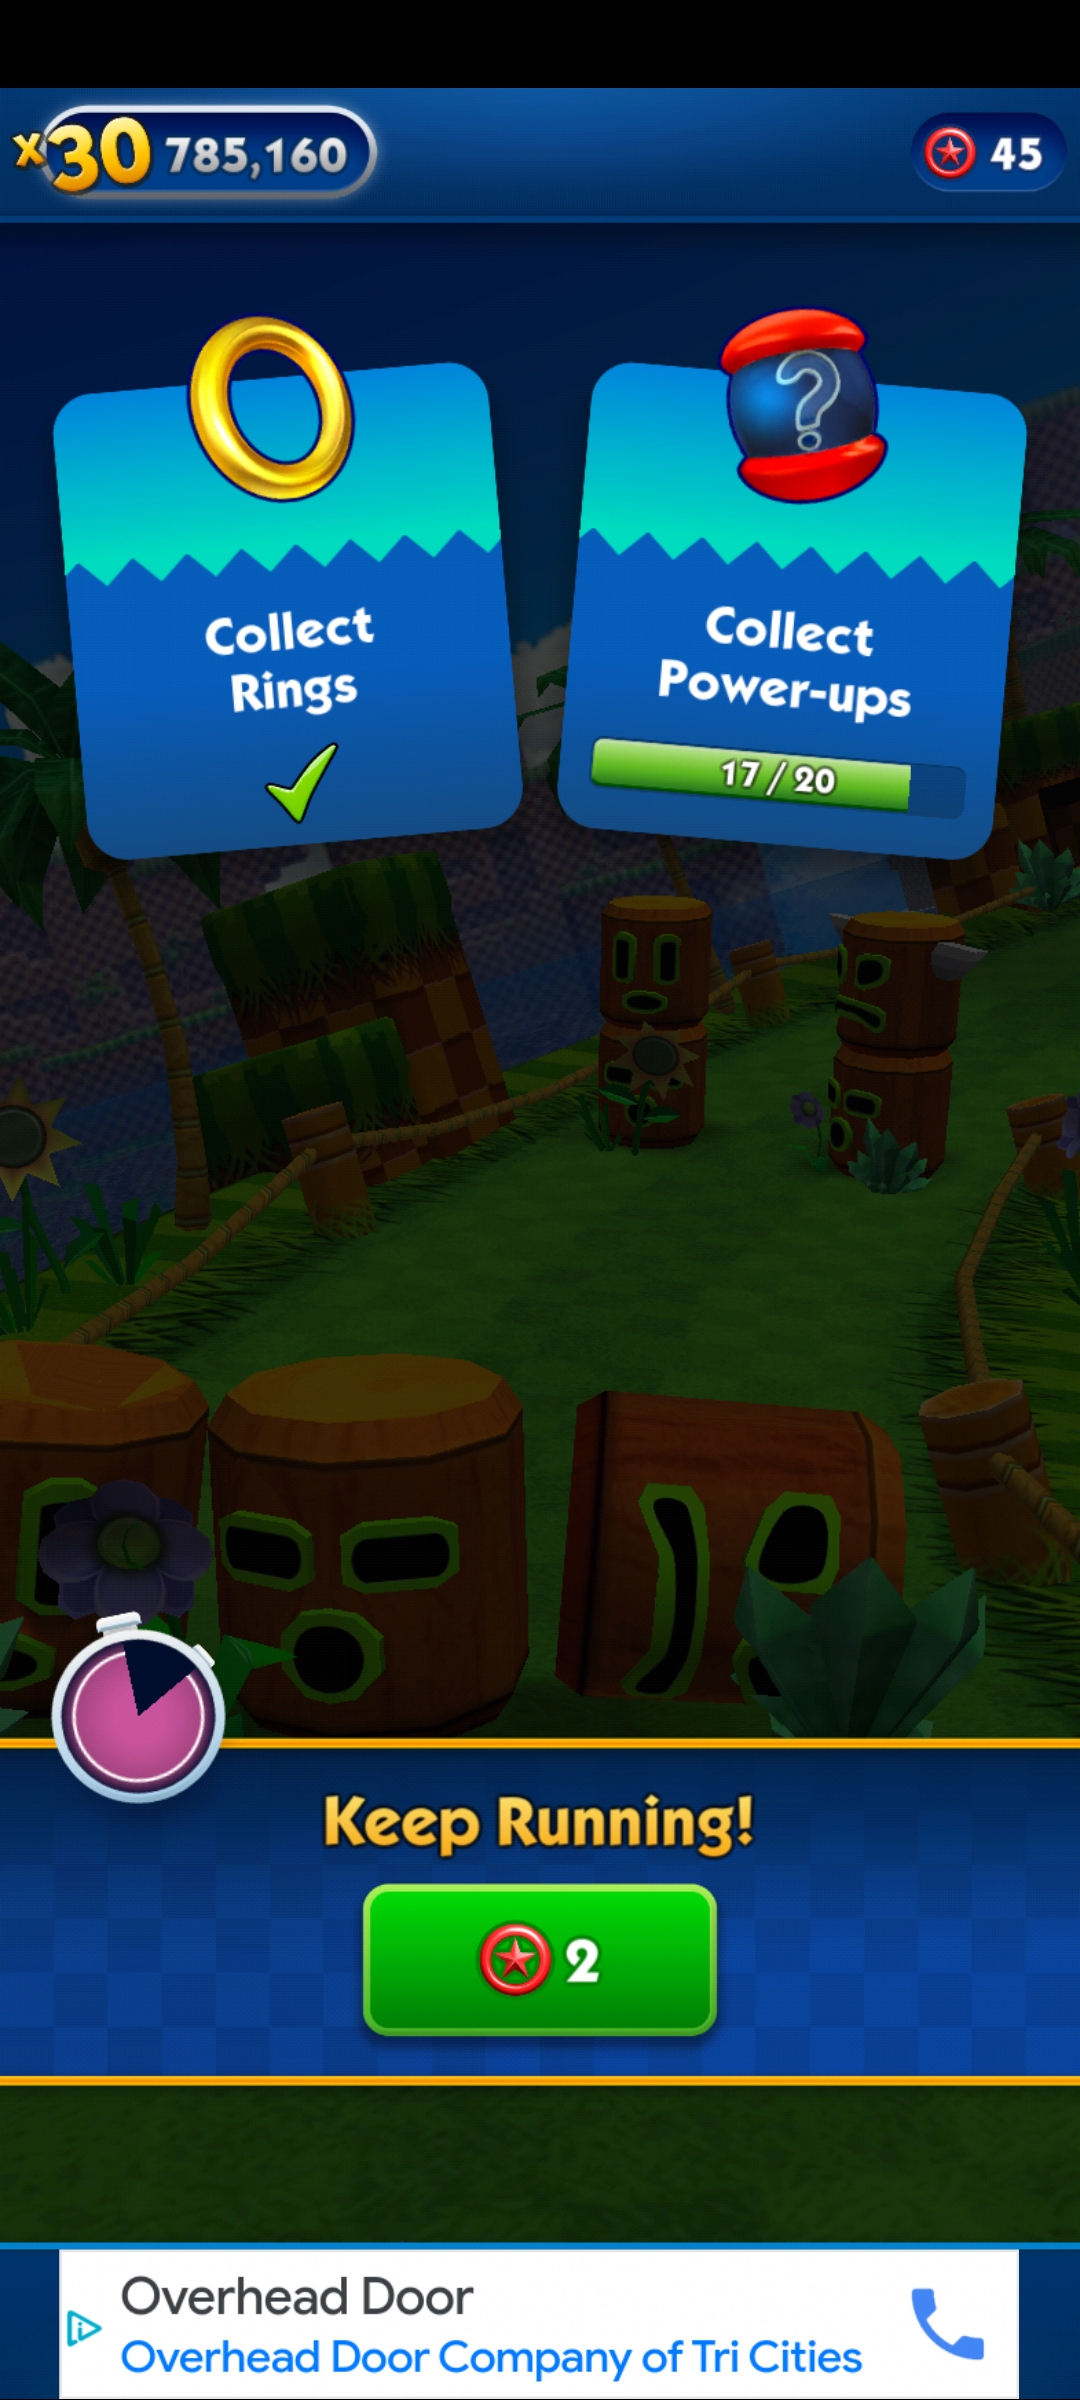 x30 785,160
45
Collect
Rings
Collect
Power-ups
17 / 20
?
Keep Running!
2
Overhead Door
Overhead Door Company of Tri Cities